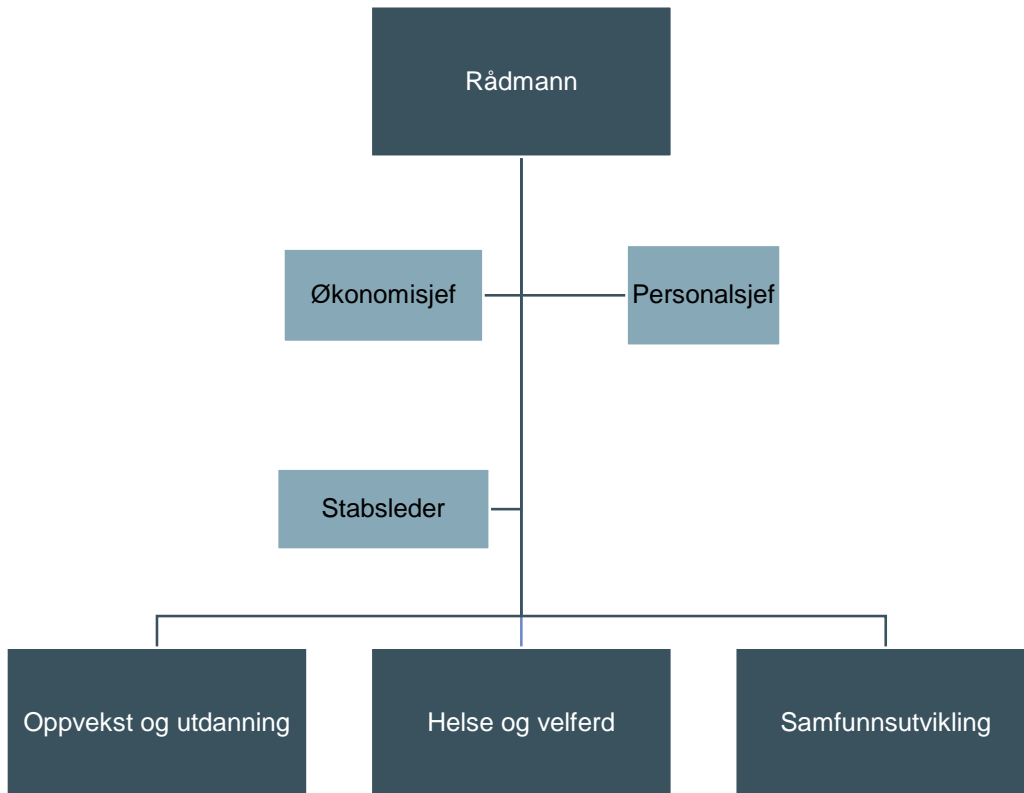 Rådmann
Økonomisjef
Personalsjef
Stabsleder
Oppvekst og utdanning
Helse og velferd
Samfunnsutvikling